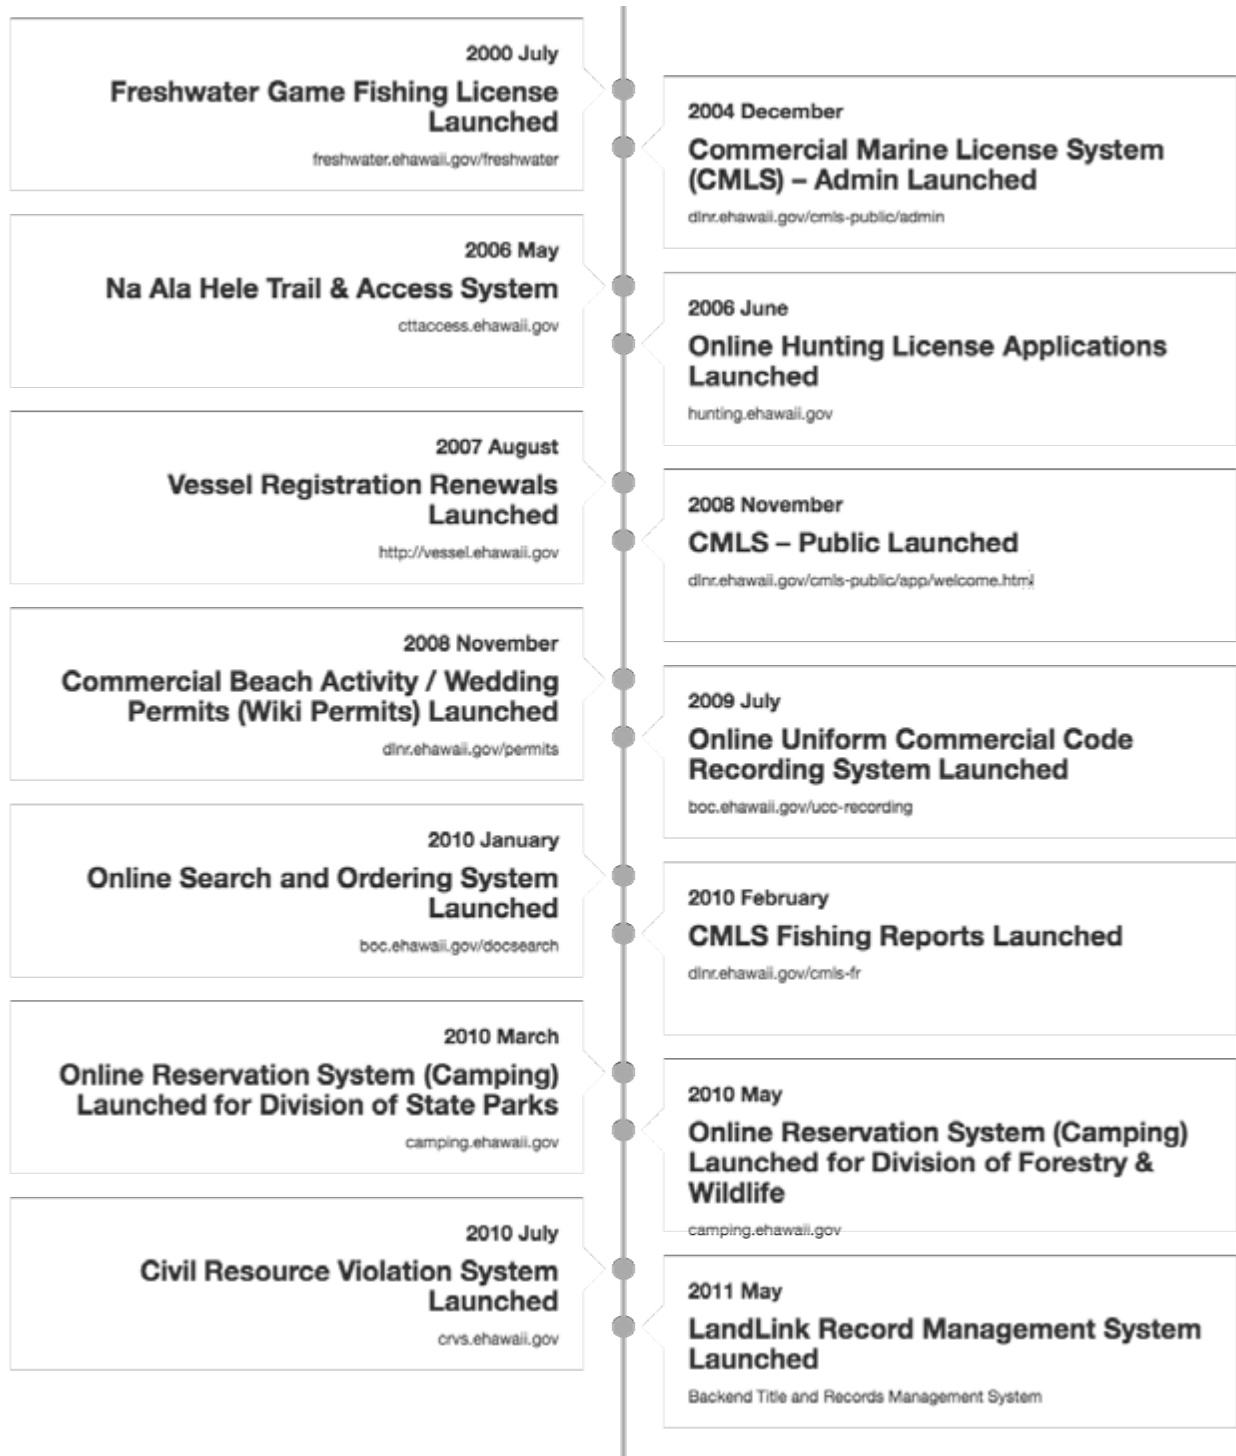 2000 July
Freshwater Game Fishing License
Launched
freshwater.ehawaii.gov/freshwater
2004 December
Commercial Marine License System
(CMLS) – Admin Launched
dlnr.ehawaii.gov/cmls-public/admin
2006 May
Na Ala Hele Trail & Access System
cttaccess.ehawaii.gov
2006 June
Online Hunting License Applications
Launched
hunting.ehawaii.gov
2007 August
Vessel Registration Renewals
Launched
http://vessel.ehawaii.gov
2008 November
CMLS – Public Launched
dlnr.ehawaii.gov/cmls-public/app/welcome.html
2008 November
Commercial Beach Activity / Wedding
Permits (Wiki Permits) Launched
dlnr.ehawaii.gov/permits
2009 July
Online Uniform Commercial Code
Recording System Launched
boc.ehawaii.gov/ucc-recording
2010 January
Online Search and Ordering System
Launched
boc.ehawaii.gov/docsearch
2010 February
CMLS Fishing Reports Launched
dlnr.ehawaii.gov/cmls-fr
2010 March
Online Reservation System (Camping)
Launched for Division of State Parks
camping.ehawaii.gov
2010 May
Online Reservation System (Camping)
Launched for Division of Forestry &
Wildlife
camping.ehawaii.gov
2010 July
Civil Resource Violation System
Launched
crvs.ehawaii.gov
2011 May
LandLink Record Management System
Launched
Backend Title and Records Management System